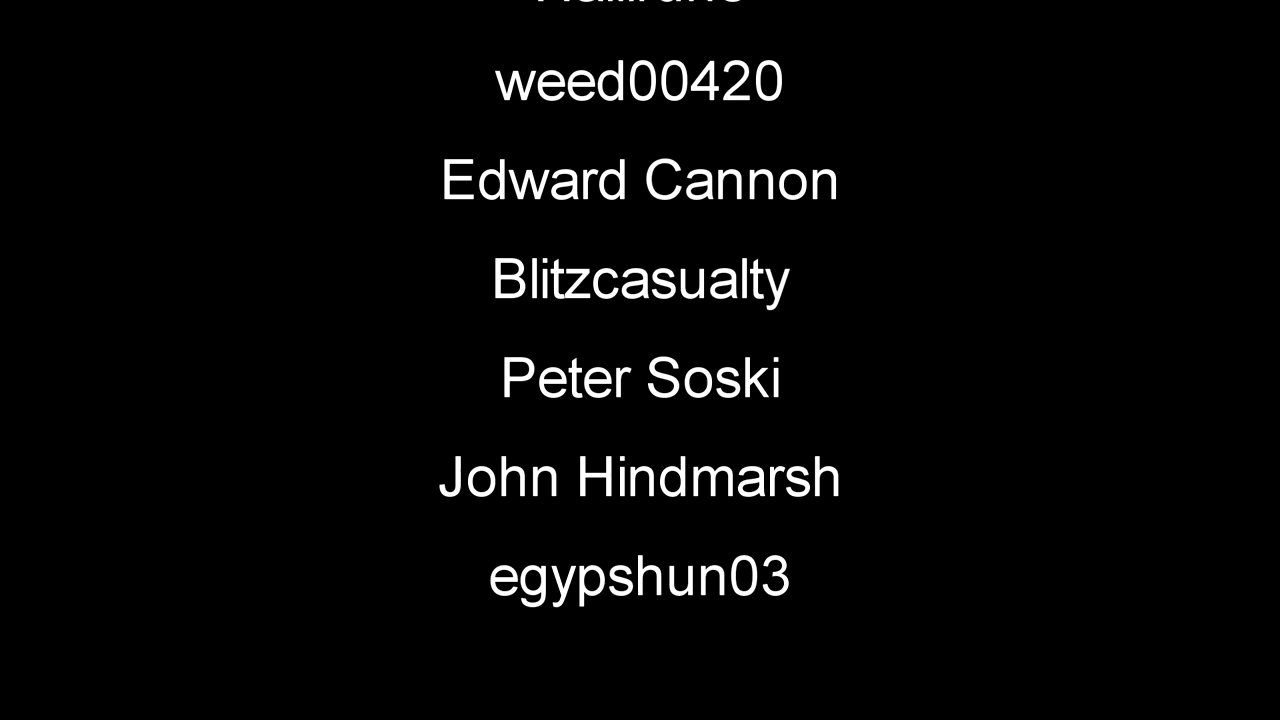 weed00420
Edward Cannon
Blitzcasualty
Peter Soski
John Hindmarsh
egypshun03